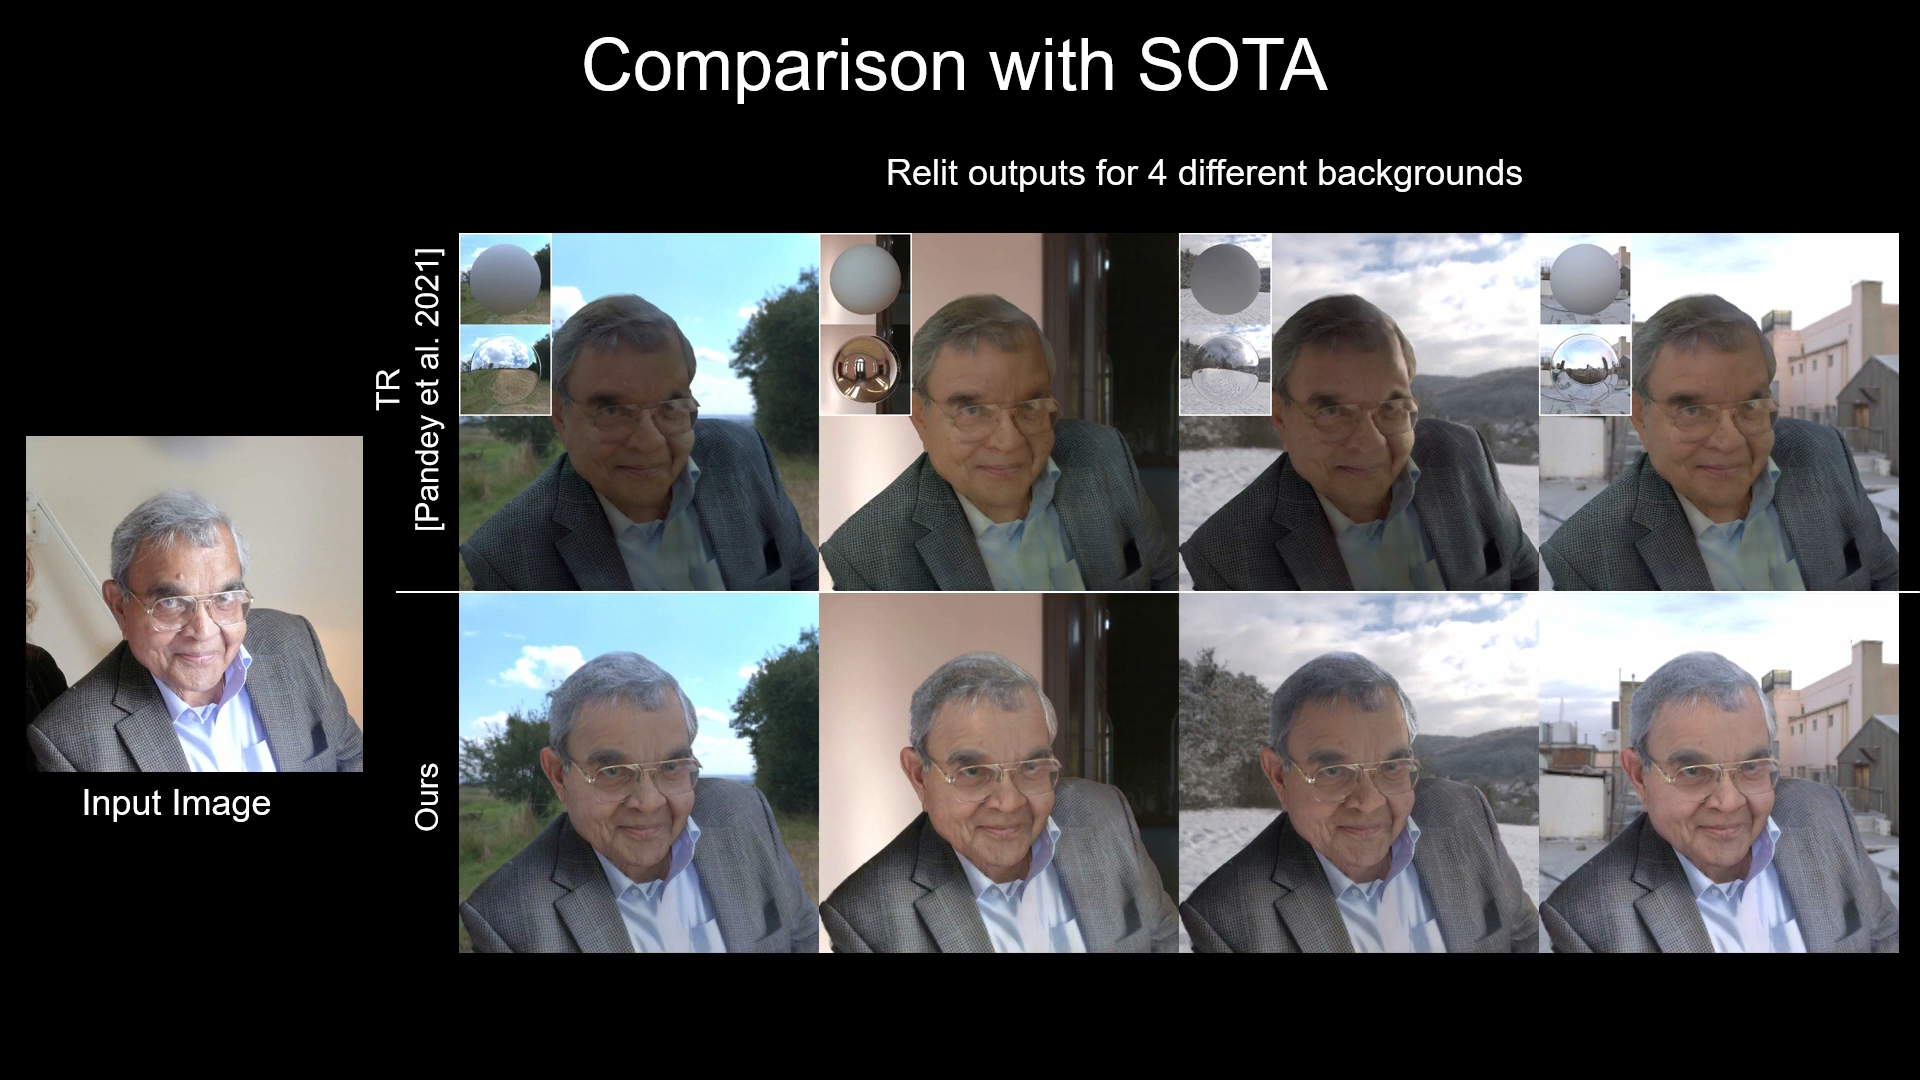 Comparison with SOTA
Relit outputs for 4 different backgrounds
TR
[Pandey et al. 2021]
Input Image
Ours